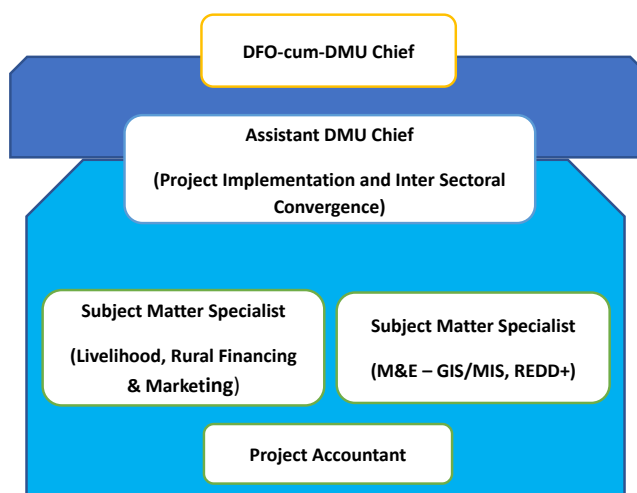 DFO-cum-DMU Chief
Assistant DMU Chief
(Project Implementation and Inter Sectoral
Convergence)
Subject Matter Specialist
(Livelihood, Rural Financing
& Marketing)
Subject Matter Specialist
(M&E – GIS/MIS, REDD+)
Project Accountant